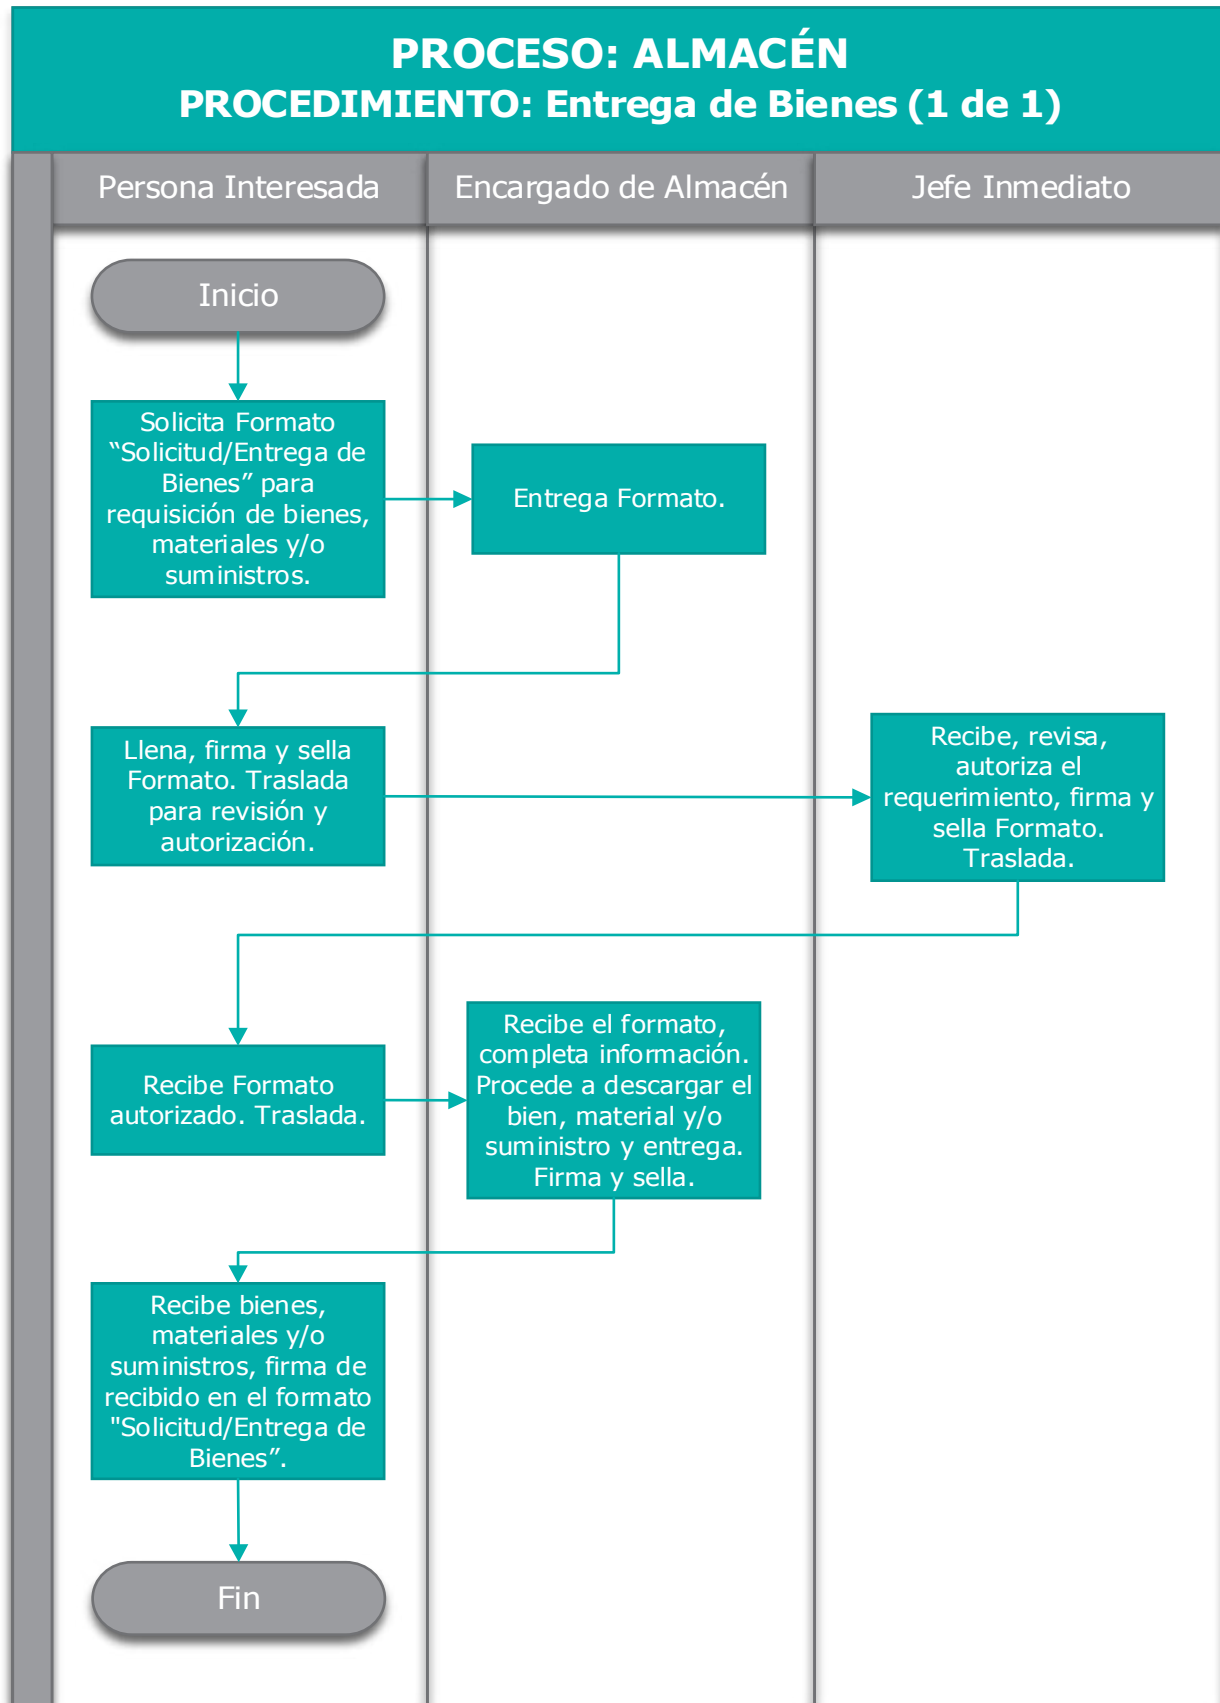 PROCESO: ALMACÉN
PROCEDIMIENTO: Entrega de Bienes (1 de 1)
Persona Interesada
Encargado de Almacén
Jefe Inmediato
Inicio
Solicita Formato
“Solicitud/Entrega de
Bienes” para
requisición de bienes,
materiales y/o
suministros.
Entrega Formato.
Llena, firma y sella
Formato. Traslada
para revisión y
autorización.
Recibe, revisa,
autoriza el
requerimiento, firma y
sella Formato.
Traslada.
Recibe Formato
autorizado. Traslada.
Recibe el formato,
completa información.
Procede a descargar el
bien, material y/o
suministro y entrega.
Firma y sella.
Recibe bienes,
materiales y/o
suministros, firma de
recibido en el formato
"Solicitud/Entrega de
Bienes”.
Fin